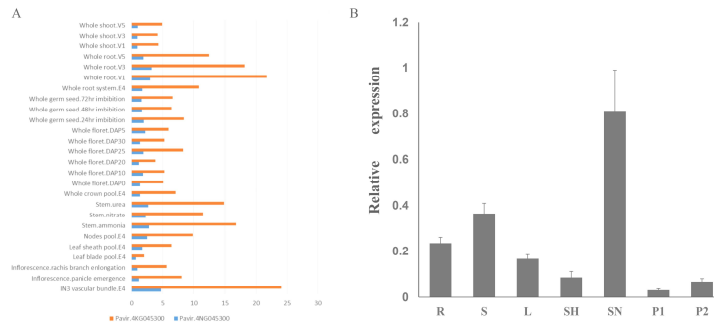 A
B
Whole shoot.V5
Whole shoot.V3
Whole shoot.V1
Whole root.V5
Whole root.V3
Whole root.V1
Whole root system.E4
Whole germ seed.72hr imbibition
Whole germ seed.48hr imbibition
Whole germ seed.24hr imbibition
Whole floret.DAP5
Whole floret.DAP30
Whole floret.DAP25
Whole floret.DAP20
Whole floret.DAP10
Whole floret.DAP0
Whole crown pool.E4
Stem.urea
Stem.nitrate
Stem.ammonia
Nodes pool.E4
Leaf sheath pool.E4
Leaf blade pool.E4
Inflorescence.rachis branch enlongation
Inflorescence.panicle emergence
IN3 vascular bundle.E4
0 5 10 15 20 25 30
Pavir.4KG045300 Pavir.4NG045300
Relative expression
1.2
1
0.8
0.6
0.4
0.2
0
R S L SH SN P1 P2